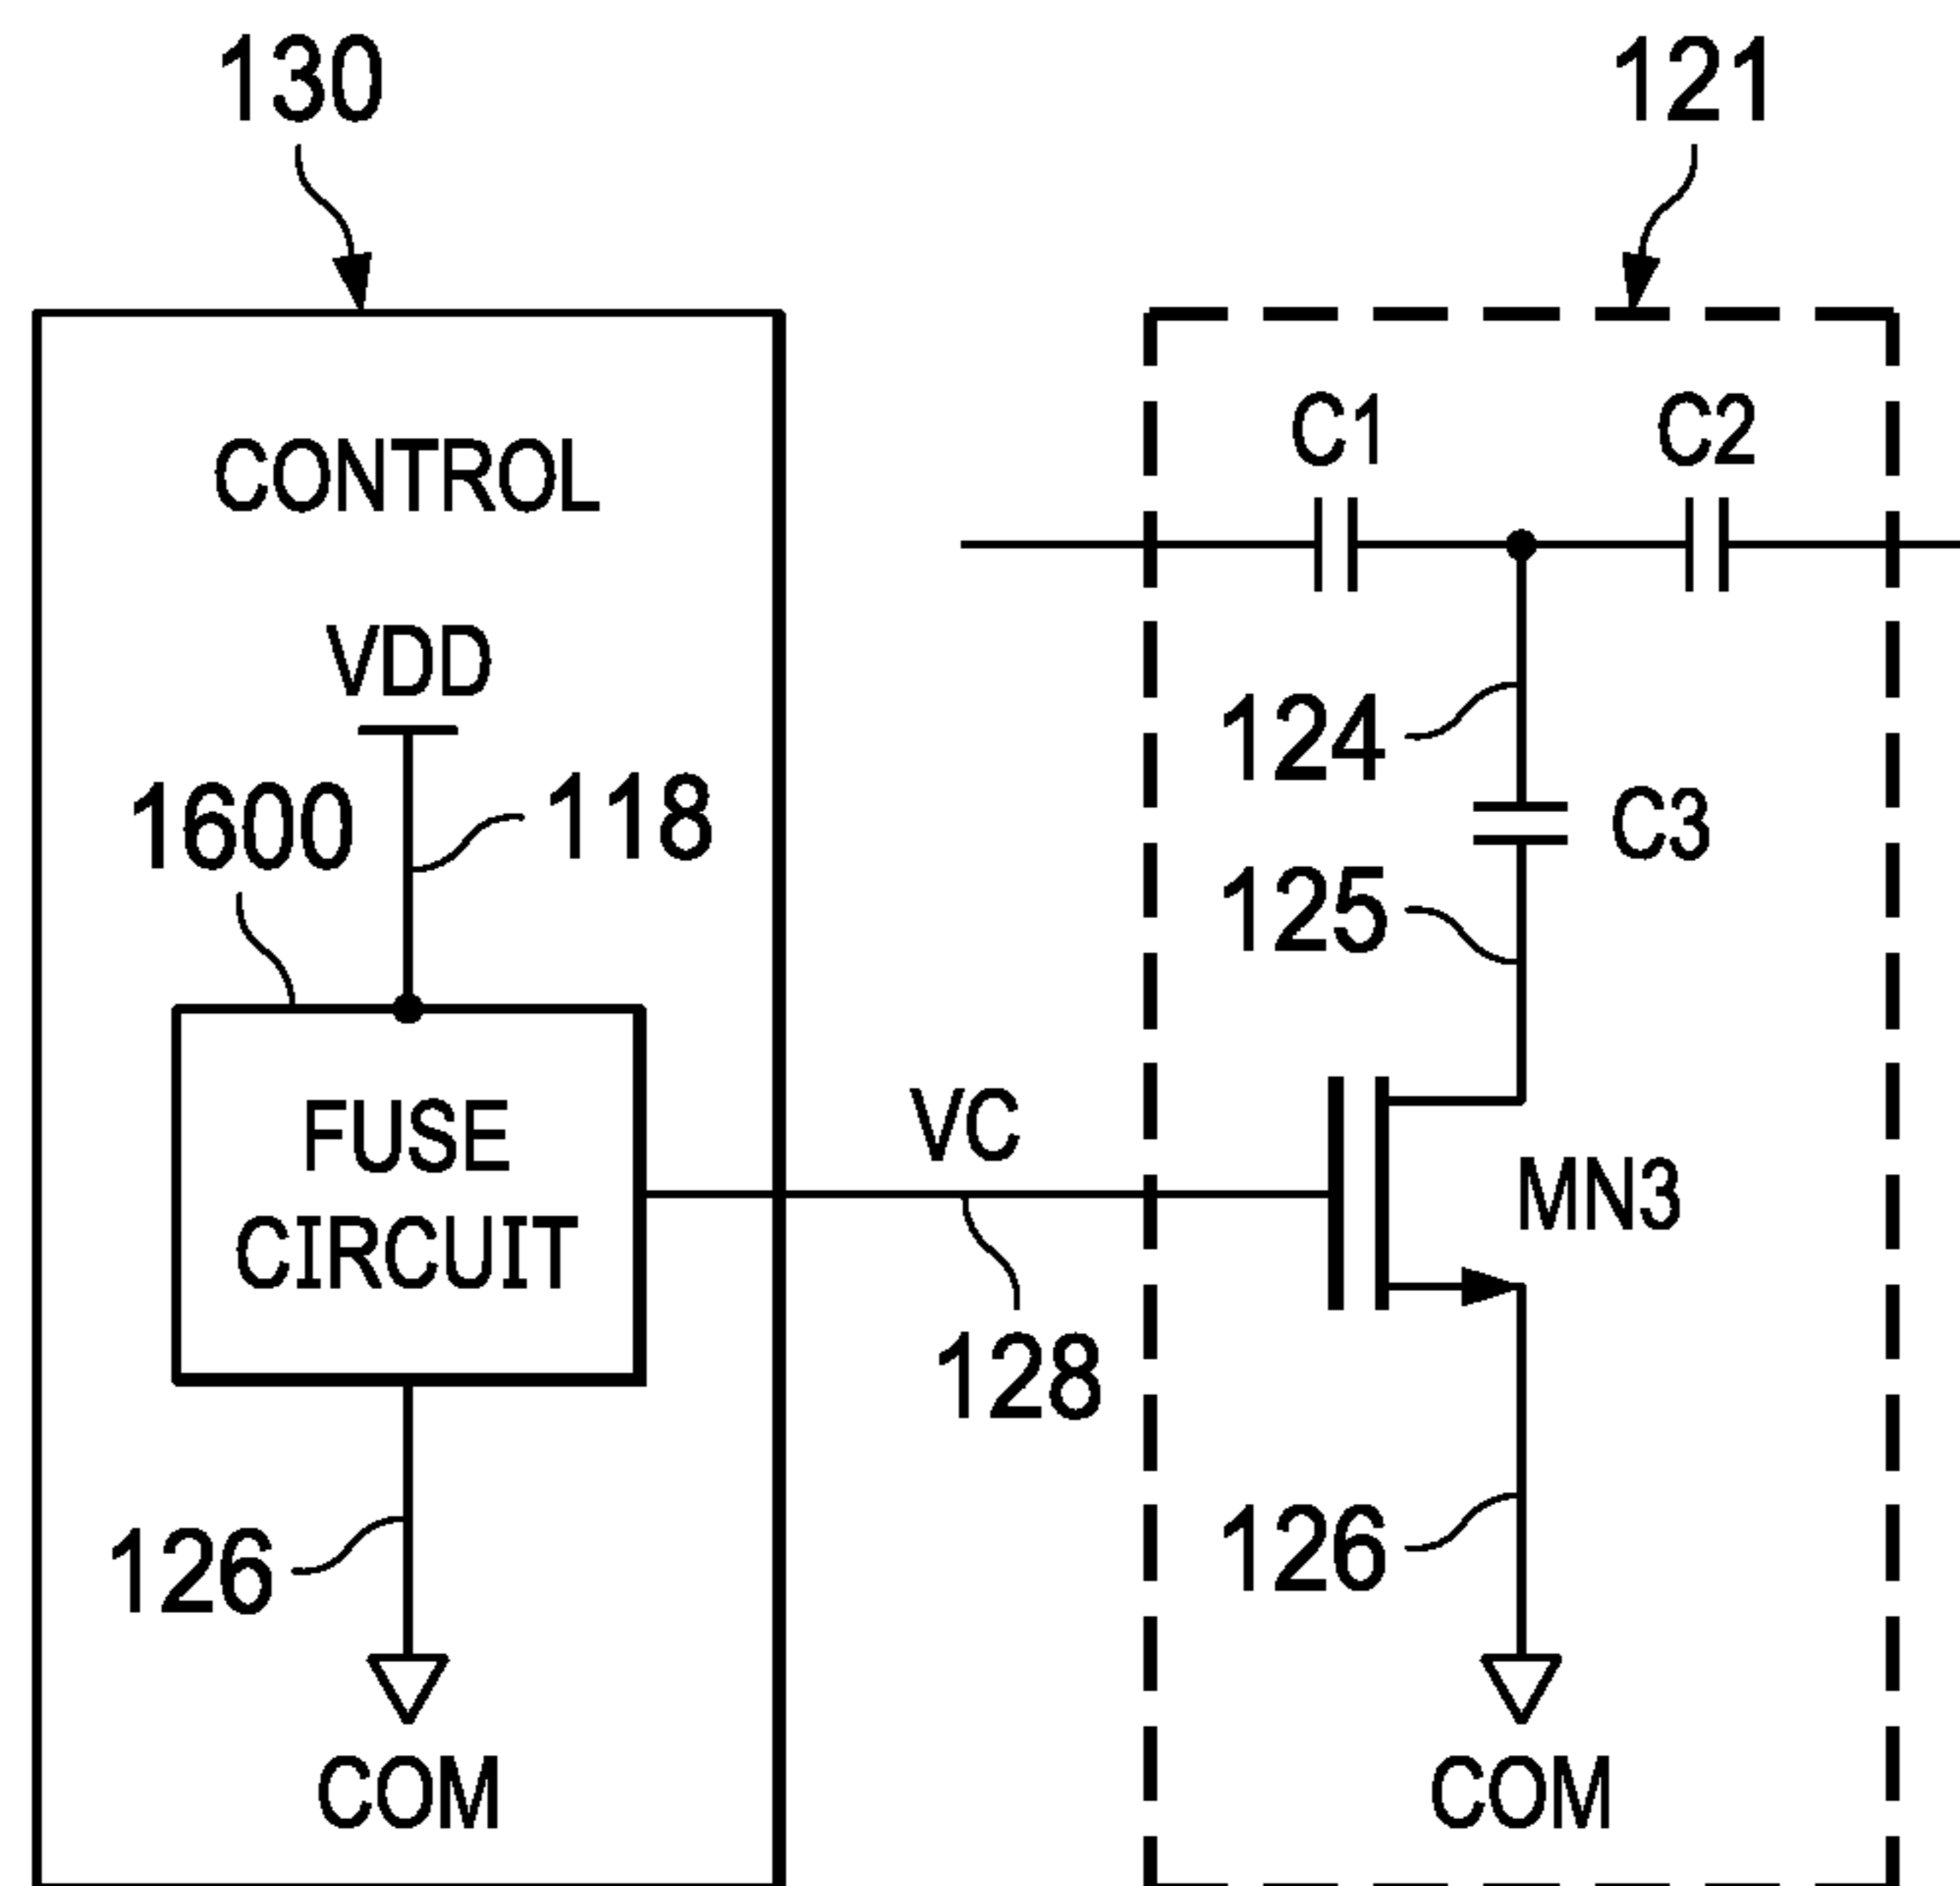 130
121
CONTROL
C1
C2
VDD
124
118
1600
C3
125
FUSE
CIRCUIT
VC
MN3
128
126
126
COM
COM